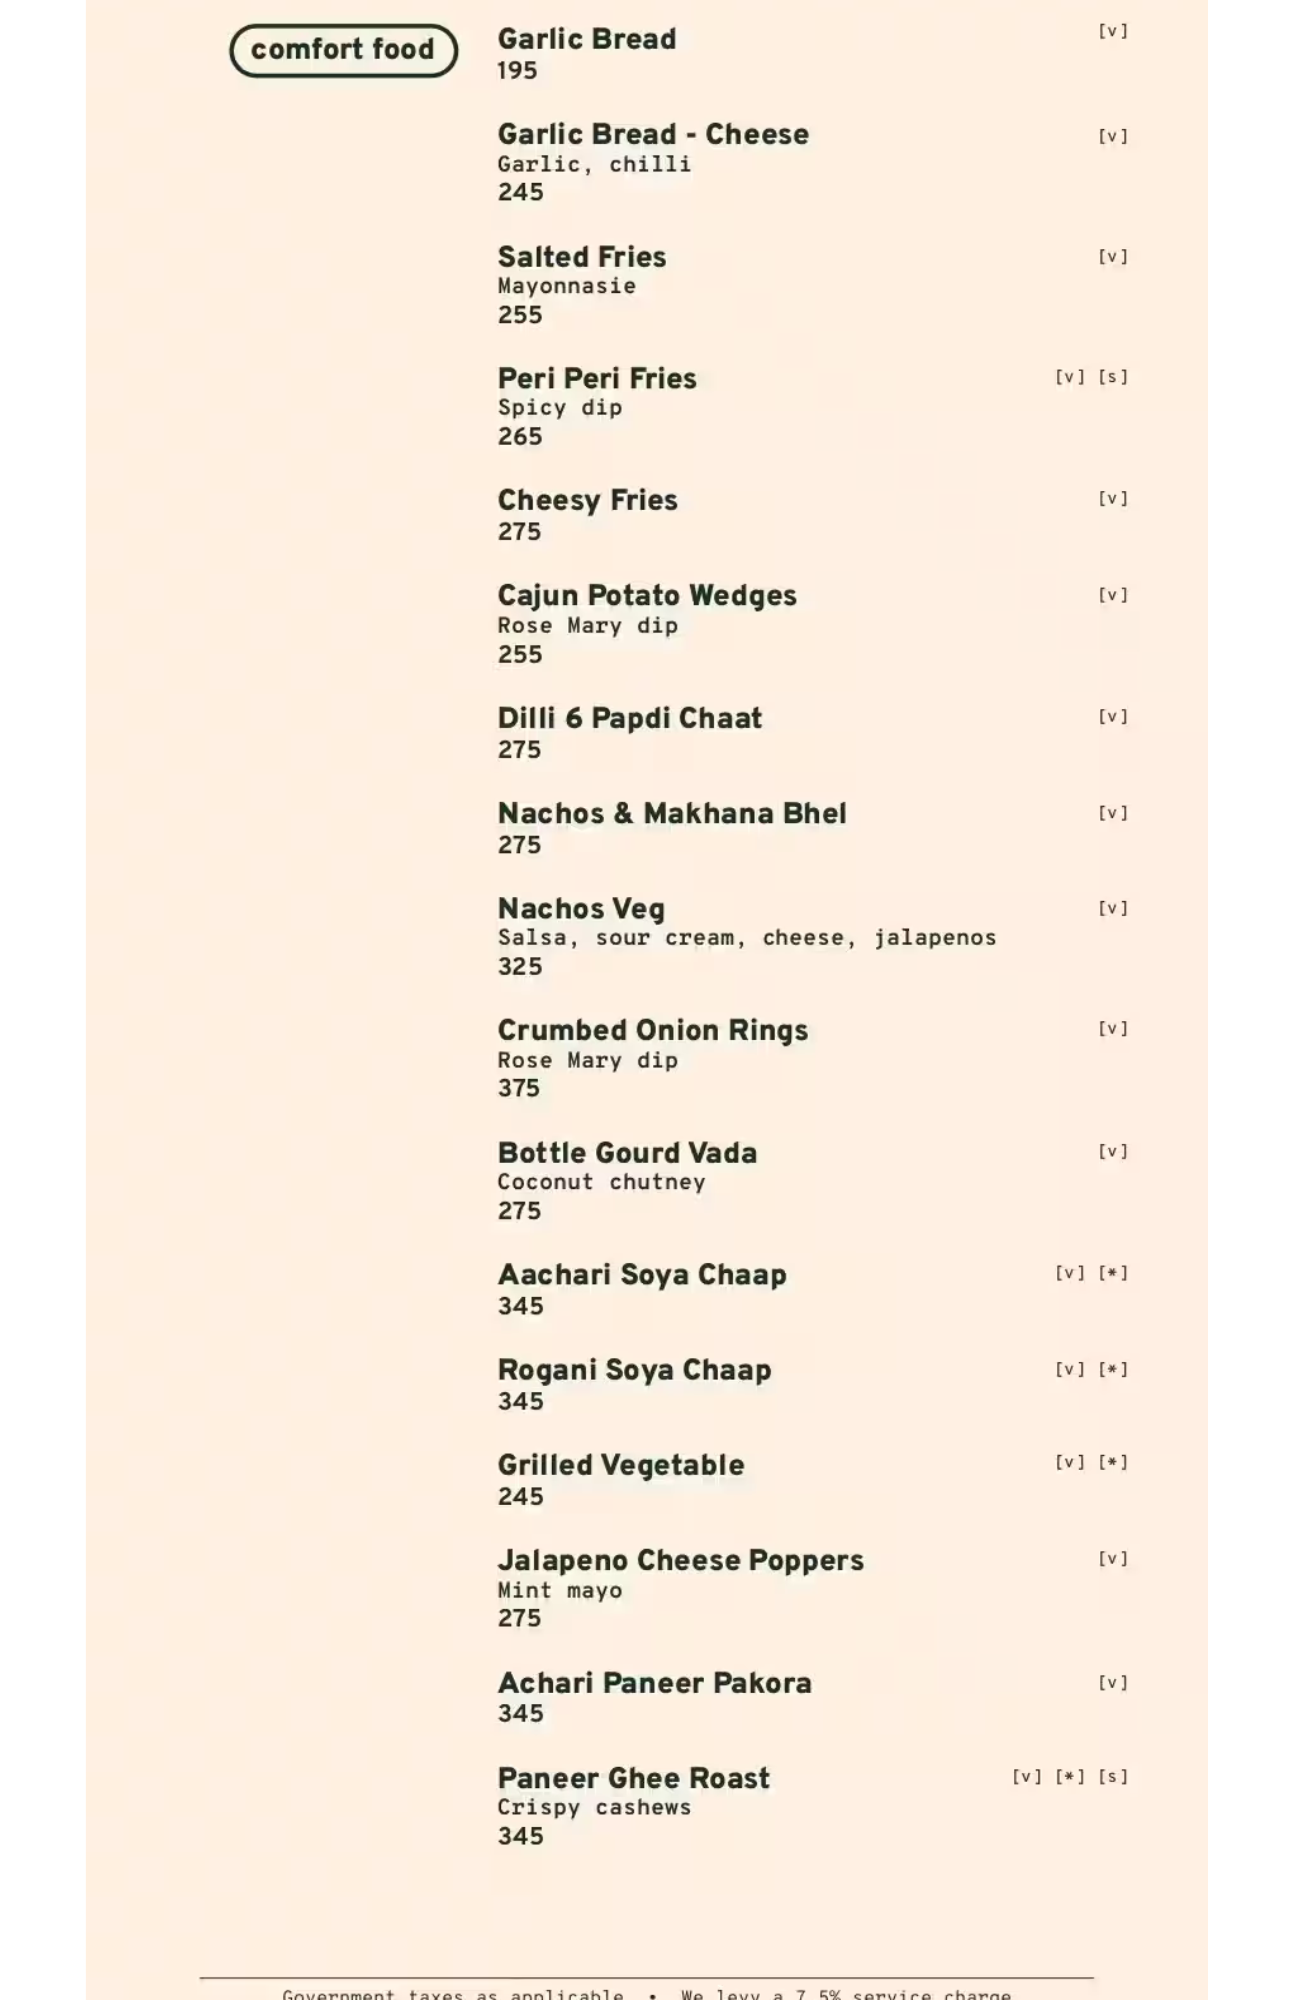 comfort food
Garlic Bread [v]
195
Garlic Bread - Cheese [v]
Garlic, chilli
245
Salted Fries [v]
Mayonnasie
255
Peri Peri Fries [v] [s]
Spicy dip
265
Cheesy Fries [v]
275
Cajun Potato Wedges [v]
Rose Mary dip
255
Dilli 6 Papdi Chaat [v]
275
Nachos & Makhana Bhel [v]
275
Nachos Veg [v]
Salsa, sour cream, cheese, jalapenos
325
Crumbed Onion Rings [v]
Rose Mary dip
375
Bottle Gourd Vada [v]
Coconut chutney
275
Aachari Soya Chaap [v] [*]
345
Rogani Soya Chaap [v] [*]
345
Grilled Vegetable [v] [*]
245
Jalapeno Cheese Poppers [v]
Mint mayo
275
Achari Paneer Pakora [v]
345
Paneer Ghee Roast [v] [*] [s]
Crispy cashews
345
Government taxes as applicable • We levy a 7.5% service charge